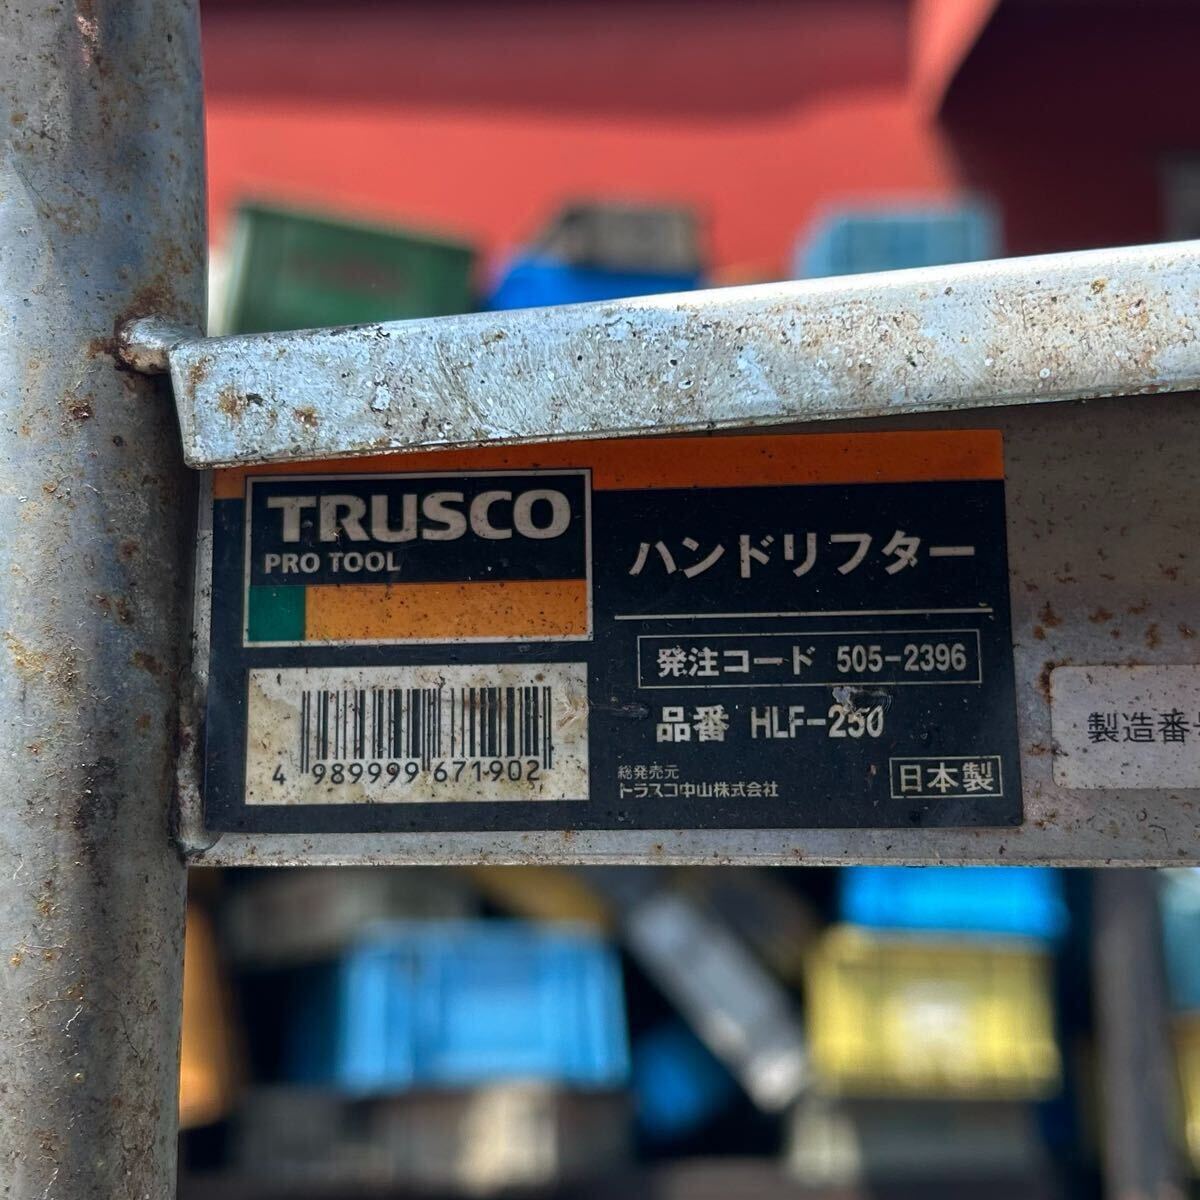 TRUSCO
PRO TOOL
ハンドリフター
発注コード 505-2396
品番 HLF-250
総発売元
トラスコ中山株式会社
日本製
4 989999 671902
製造番